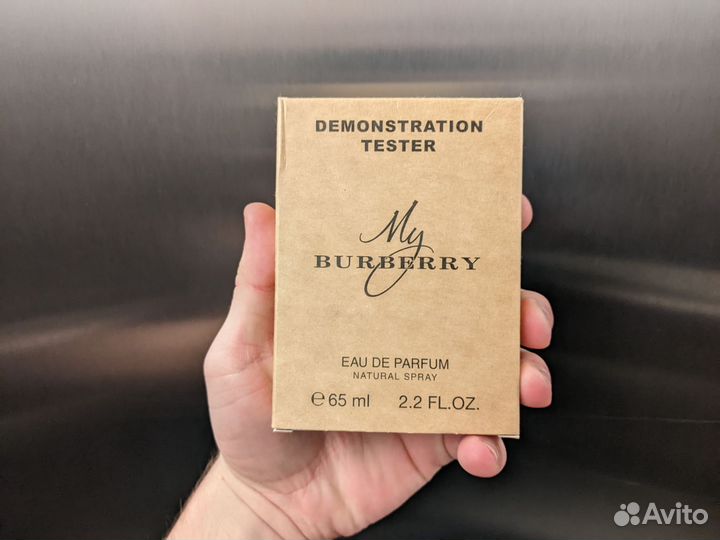 DEMONSTRATION
TESTER
My
BURBERRY
EAU DE PARFUM
NATURAL SPRAY
℮65 ml 2.2 FL.OZ.
Avito